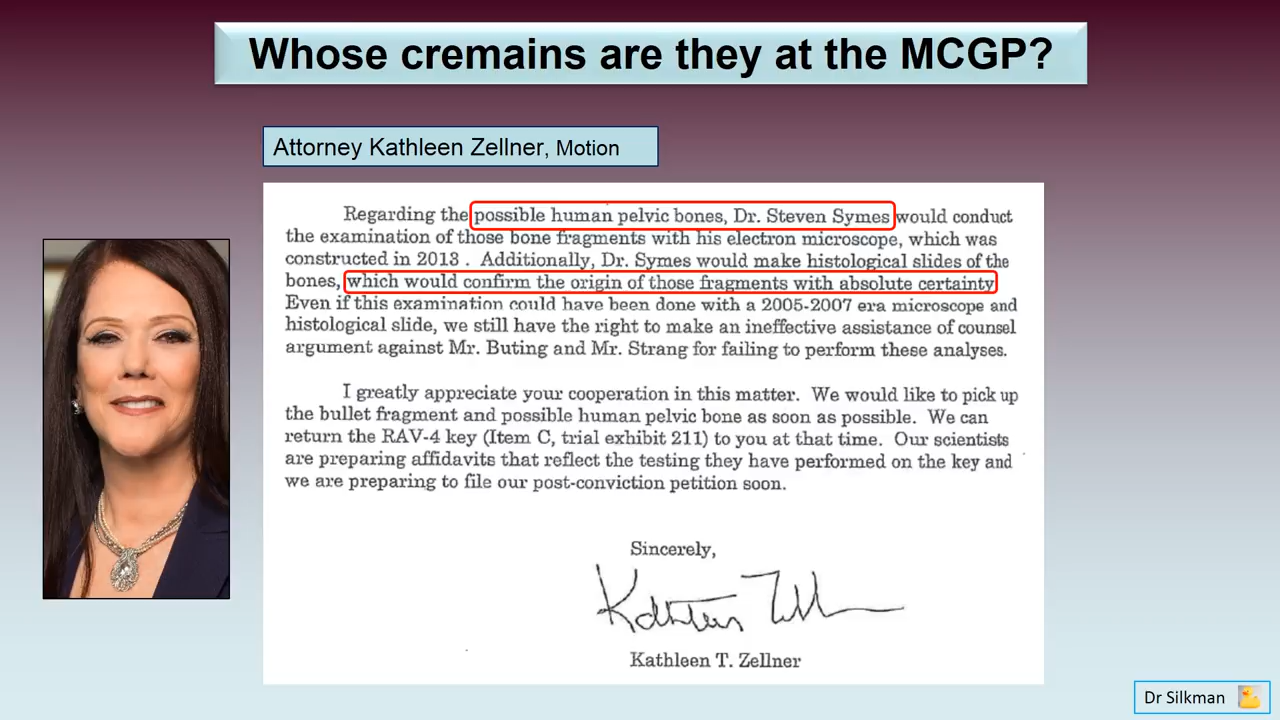 Whose cremains are they at the MCGP?
Attorney Kathleen Zellner, Motion
Regarding the possible human pelvic bones, Dr. Steven Symes would conduct
the examination of those bone fragments with his electron microscope, which was
constructed in 2013 . Additionally, Dr. Symes would make histological slides of the
bones, which would confirm the origin of those fragments with absolute certainty
Even if this examination could have been done with a 2005-2007 era microscope and
histological slide, we still have the right to make an ineffective assistance of counsel
argument against Mr. Buting and Mr. Strang for failing to perform these analyses.
I greatly appreciate your cooperation in this matter. We would like to pick up
the bullet fragment and possible human pelvic bone as soon as possible. We can
return the RAV-4 key (Item C, trial exhibit 211) to you at that time. Our scientists
are preparing affidavits that reflect the testing they have performed on the key and
we are preparing to file our post-conviction petition soon.
Sincerely,
Kathleen T. Zellner
Dr Silkman